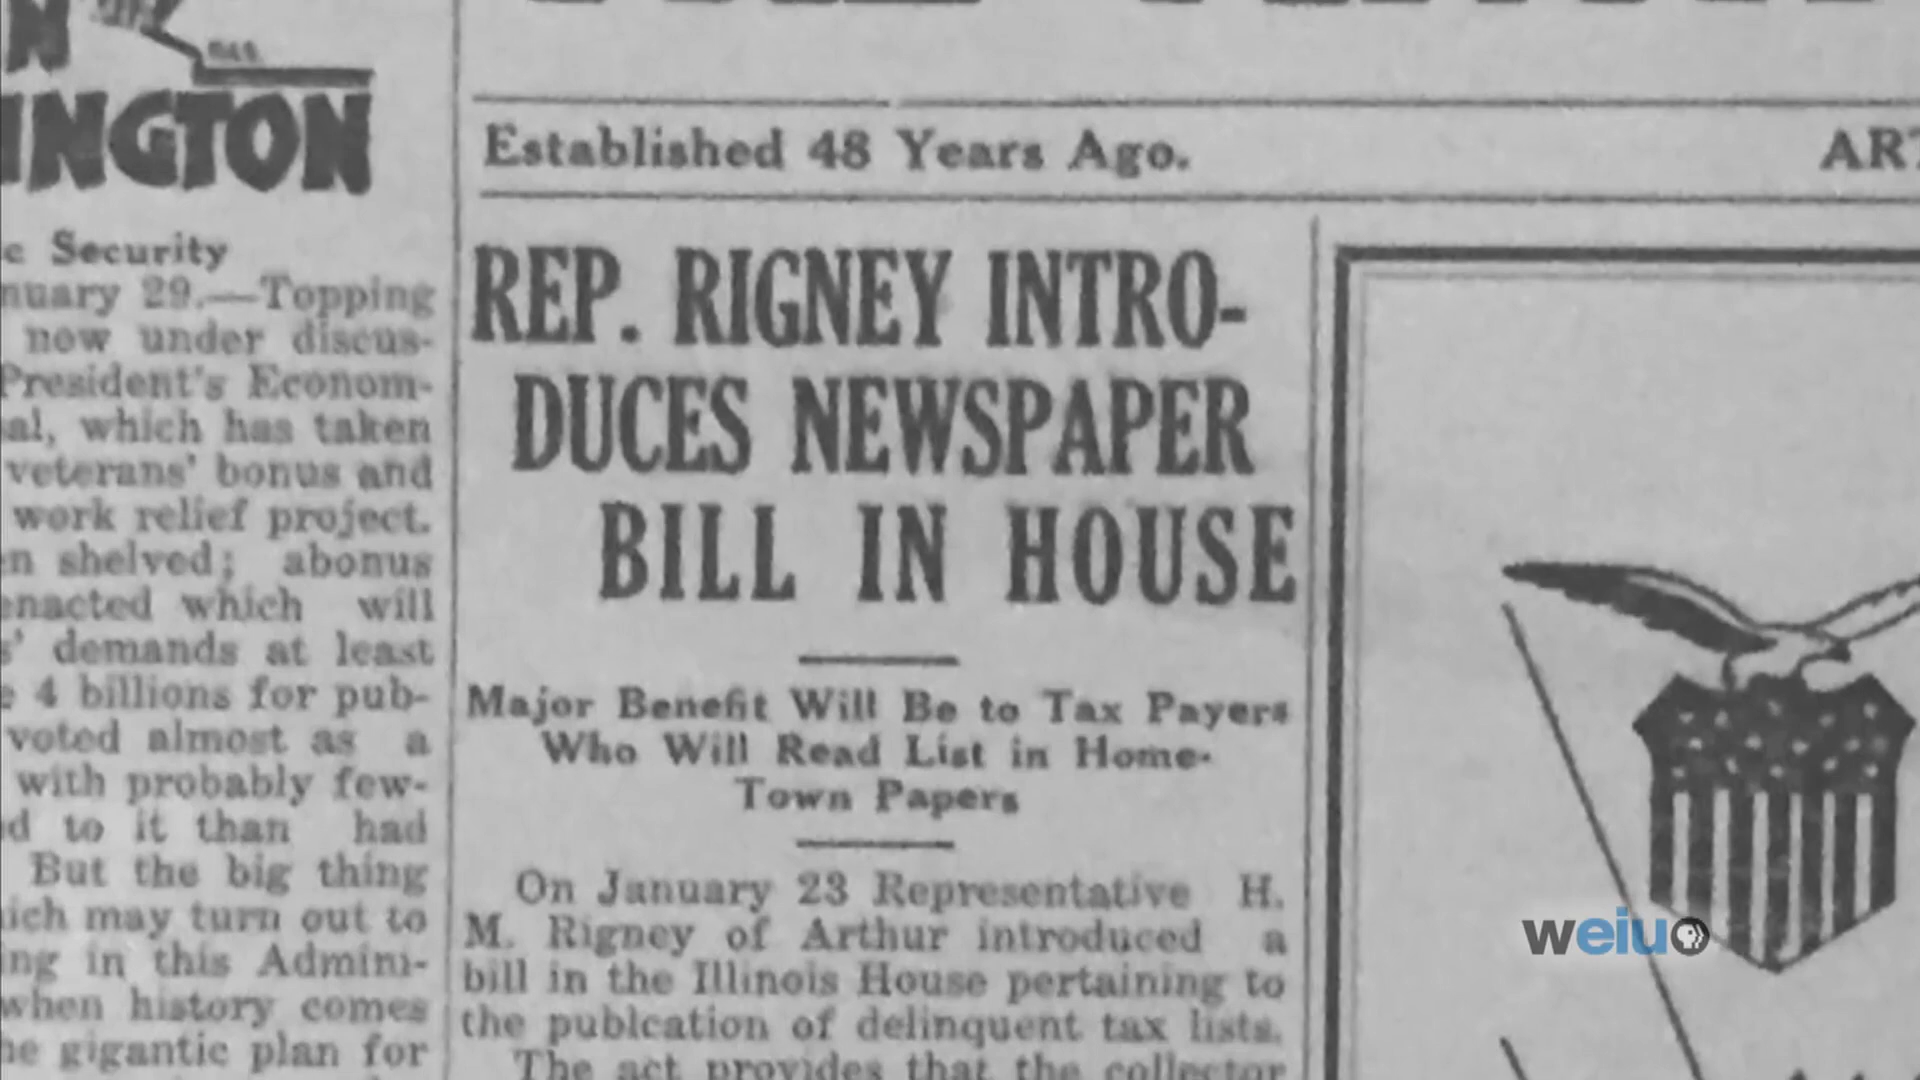 INGTON
Security
nuary 29.—Topping
now under discus-
President's Econom-
al, which has taken
veterans' bonus and
work relief project.
en shelved; abonus
enacted which will
s' demands at least
e 4 billions for pub-
voted almost as a
with probably few-
ed to it than had
But the big thing
ich may turn out to
ing in this Admini-
when history comes
he gigantic plan for
Established 48 Years Ago.
REP. RIGNEY INTRO-
DUCES NEWSPAPER
BILL IN HOUSE
Major Benefit Will Be to Tax Payers
Who Will Read List in Home-
Town Papers
On January 23 Representative H.
M. Rigney of Arthur introduced a
bill in the Illinois House pertaining to
the publcation of delinquent tax lists.
The act provides that the collector
weiu